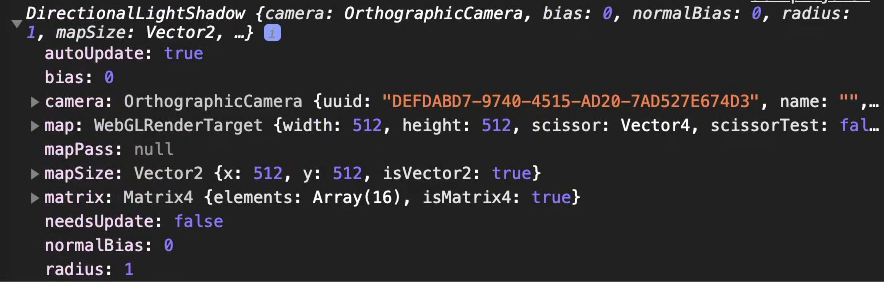 DirectionalLightShadow {camera: OrthographicCamera, bias: 0, normalBias: 0, radius:
1, mapSize: Vector2, …} i
autoUpdate: true
bias: 0
camera: OrthographicCamera {uuid: "DEFDABD7-9740-4515-AD20-7AD527E674D3", name: "",…
map: WebGLRenderTarget {width: 512, height: 512, scissor: Vector4, scissorTest: fal…
mapPass: null
mapSize: Vector2 {x: 512, y: 512, isVector2: true}
matrix: Matrix4 {elements: Array(16), isMatrix4: true}
needsUpdate: false
normalBias: 0
radius: 1